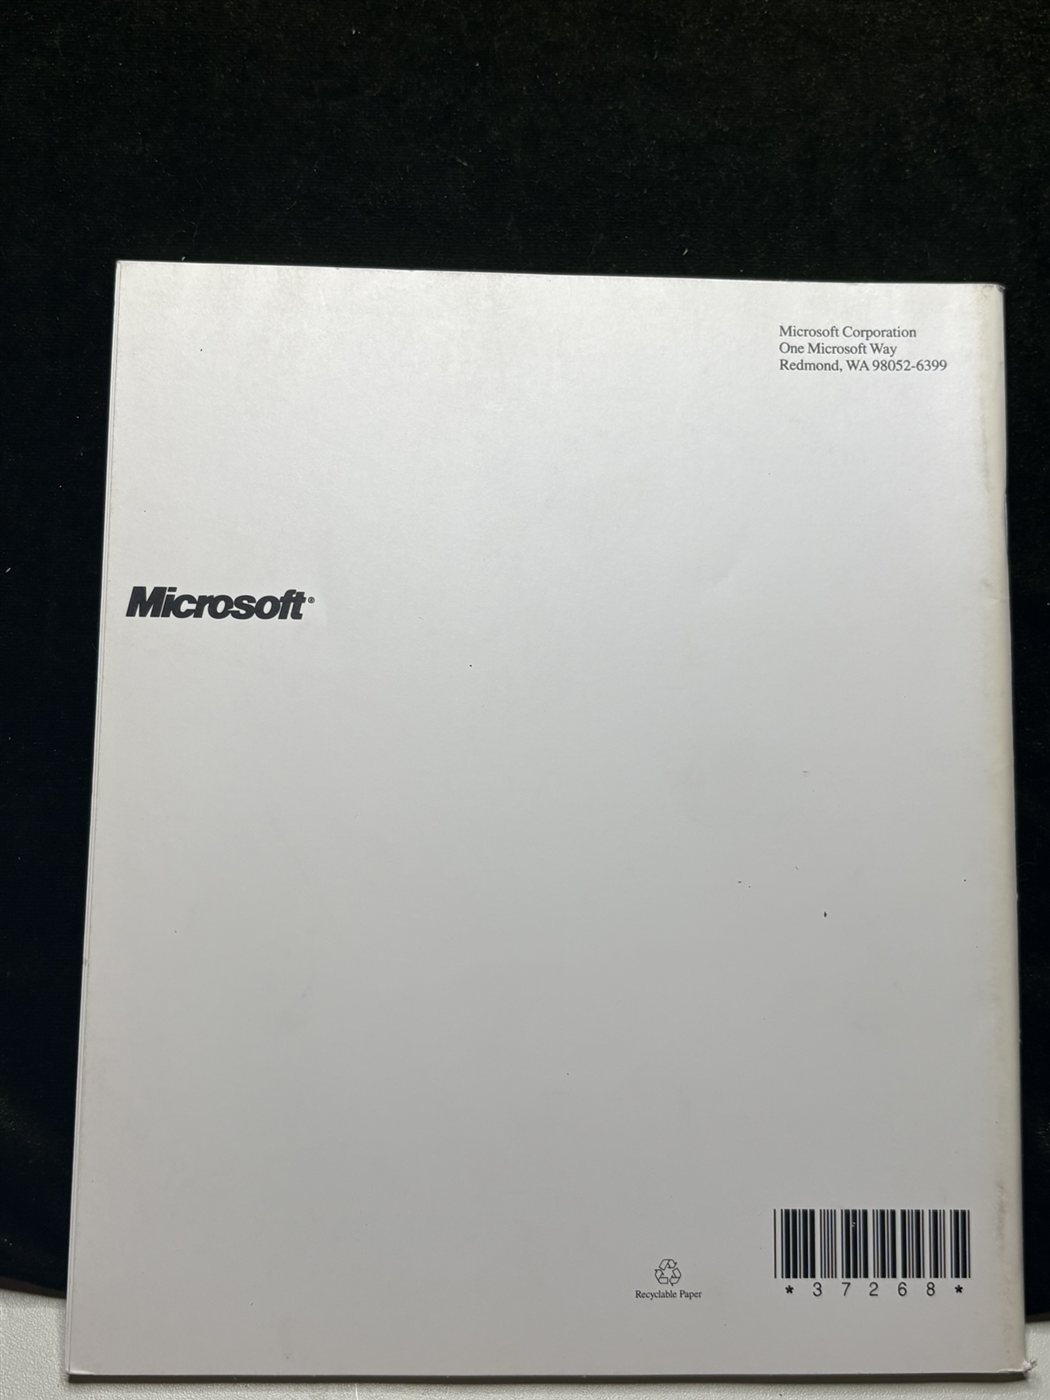 Microsoft Corporation
One Microsoft Way
Redmond, WA 98052-6399
Microsoft®
Recyclable Paper
* 3 7 2 6 8 *